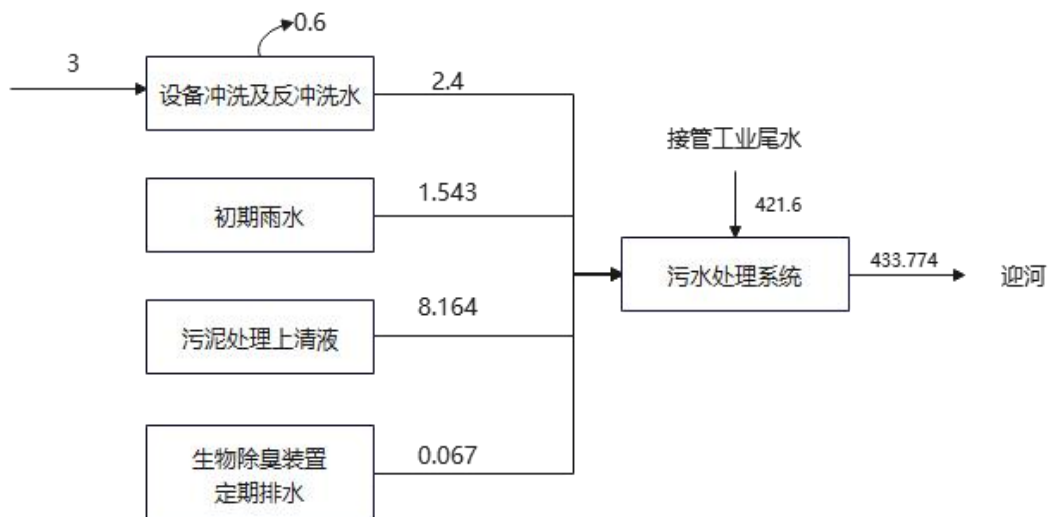 0.6
3
设备冲洗及反冲洗水
2.4
接管工业尾水
初期雨水
1.543
421.6
污水处理系统
433.774
迎河
污泥处理上清液
8.164
生物除臭装置
定期排水
0.067